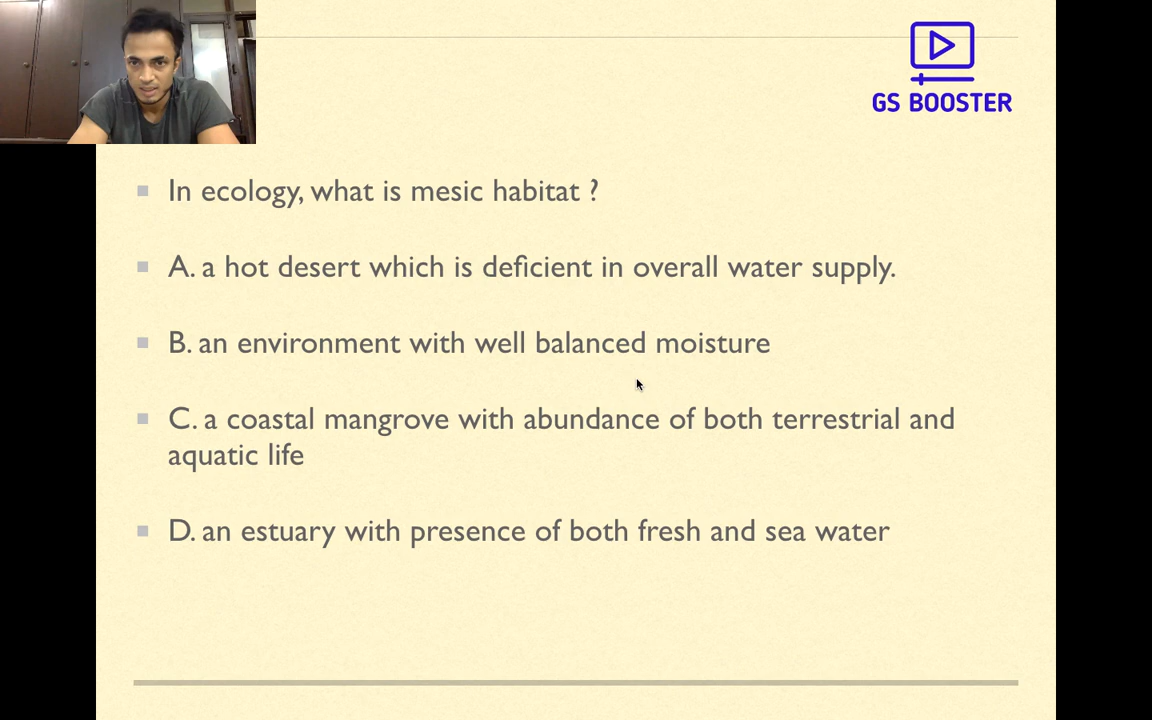 GS BOOSTER
In ecology, what is mesic habitat ?
A. a hot desert which is deficient in overall water supply.
B. an environment with well balanced moisture
C. a coastal mangrove with abundance of both terrestrial and
aquatic life
D. an estuary with presence of both fresh and sea water